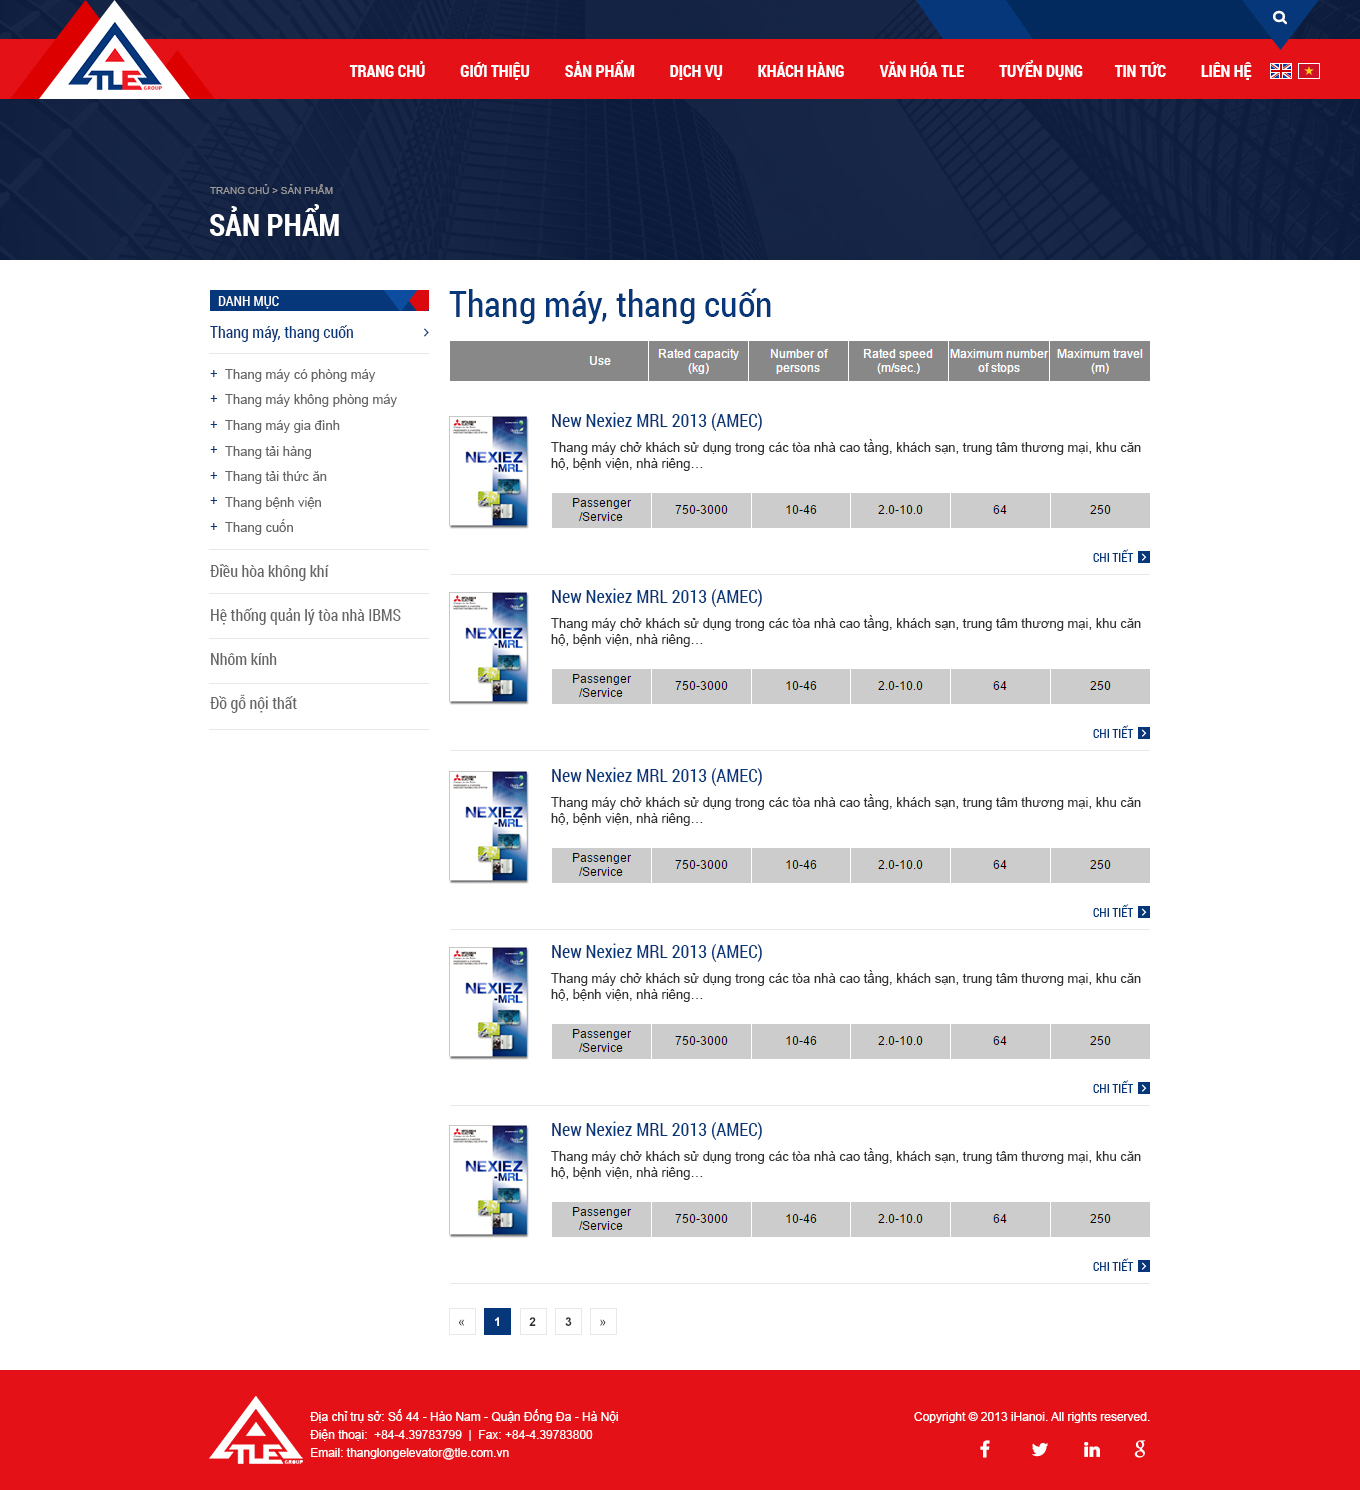 TLE
GROUP
TRANG CHỦ GIỚI THIỆU SẢN PHẨM DỊCH VỤ KHÁCH HÀNG VĂN HÓA TLE TUYỂN DỤNG TIN TỨC LIÊN HỆ
TRANG CHỦ > SẢN PHẨM
SẢN PHẨM
DANH MỤC
Thang máy, thang cuốn
+ Thang máy có phòng máy
+ Thang máy không phòng máy
+ Thang máy gia đình
+ Thang tải hàng
+ Thang tải thức ăn
+ Thang bệnh viện
+ Thang cuốn
Điều hòa không khí
Hệ thống quản lý tòa nhà IBMS
Nhôm kính
Đồ gỗ nội thất
Thang máy, thang cuốn
Use
Rated capacity
(kg)
Number of
persons
Rated speed
(m/sec.)
Maximum number
of stops
Maximum travel
(m)
NEXIEZ
-MRL
New Nexiez MRL 2013 (AMEC)
Thang máy chở khách sử dụng trong các tòa nhà cao tầng, khách sạn, trung tâm thương mại, khu căn
hộ, bệnh viện, nhà riêng…
Passenger
/Service
750-3000 10-46 2.0-10.0 64 250
CHI TIẾT
NEXIEZ
-MRL
New Nexiez MRL 2013 (AMEC)
Thang máy chở khách sử dụng trong các tòa nhà cao tầng, khách sạn, trung tâm thương mại, khu căn
hộ, bệnh viện, nhà riêng…
Passenger
/Service
750-3000 10-46 2.0-10.0 64 250
CHI TIẾT
NEXIEZ
-MRL
New Nexiez MRL 2013 (AMEC)
Thang máy chở khách sử dụng trong các tòa nhà cao tầng, khách sạn, trung tâm thương mại, khu căn
hộ, bệnh viện, nhà riêng…
Passenger
/Service
750-3000 10-46 2.0-10.0 64 250
CHI TIẾT
NEXIEZ
-MRL
New Nexiez MRL 2013 (AMEC)
Thang máy chở khách sử dụng trong các tòa nhà cao tầng, khách sạn, trung tâm thương mại, khu căn
hộ, bệnh viện, nhà riêng…
Passenger
/Service
750-3000 10-46 2.0-10.0 64 250
CHI TIẾT
NEXIEZ
-MRL
New Nexiez MRL 2013 (AMEC)
Thang máy chở khách sử dụng trong các tòa nhà cao tầng, khách sạn, trung tâm thương mại, khu căn
hộ, bệnh viện, nhà riêng…
Passenger
/Service
750-3000 10-46 2.0-10.0 64 250
CHI TIẾT
« 1 2 3 »
TLE
GROUP
Địa chỉ trụ sở: Số 44 - Hào Nam - Quận Đống Đa - Hà Nội
Điện thoại: +84-4.39783799 | Fax: +84-4.39783800
Email: thanglongelevator@tle.com.vn
Copyright © 2013 iHanoi. All rights reserved.